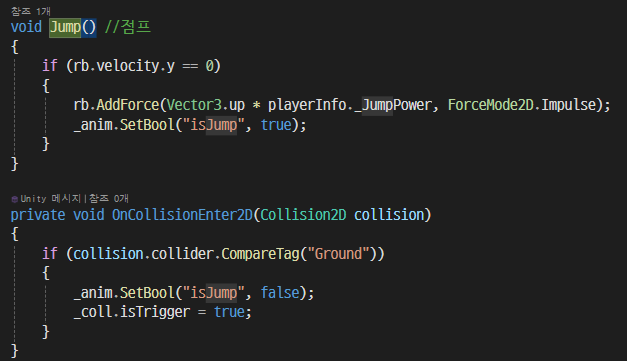 참조 1개
void Jump() //점프
{
if (rb.velocity.y == 0)
{
rb.AddForce(Vector3.up * playerInfo._JumpPower, ForceMode2D.Impulse);
_anim.SetBool("isJump", true);
}
}
Unity 메시지|참조 0개
private void OnCollisionEnter2D(Collision2D collision)
{
if (collision.collider.CompareTag("Ground"))
{
_anim.SetBool("isJump", false);
_coll.isTrigger = true;
}
}